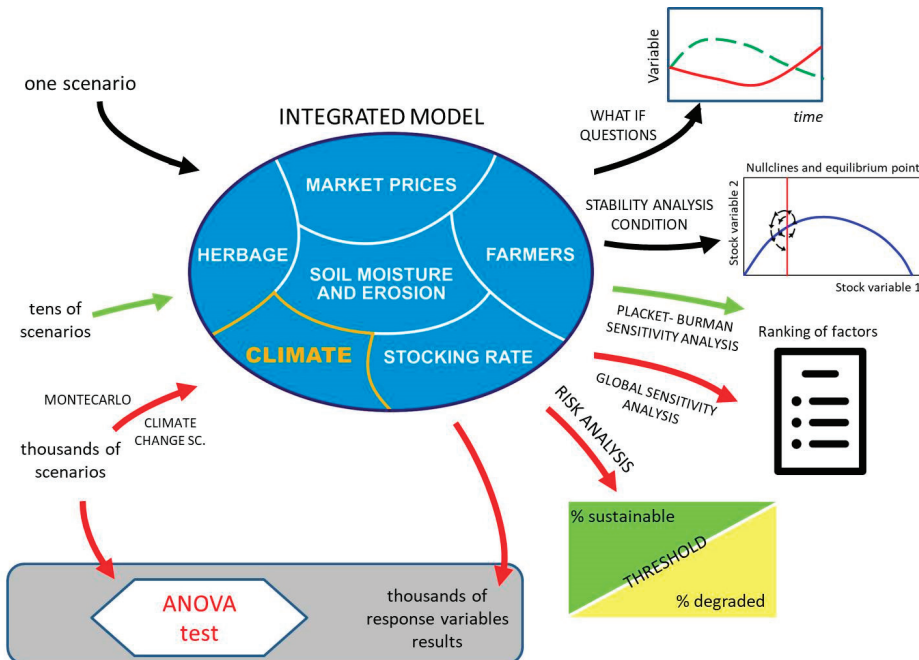 one scenario
INTEGRATED MODEL
MARKET PRICES
HERBAGE
FARMERS
SOIL MOISTURE
AND EROSION
CLIMATE
STOCKING RATE
tens of
scenarios
MONTECARLO
CLIMATE
CHANGE SC.
thousands of
scenarios
ANOVA
test
thousands of
response variables
results
WHAT IF
QUESTIONS
Variable
time
STABILITY ANALYSIS
CONDITION
Nullclines and equilibrium point
Stock variable 2
Stock variable 1
PLACKET- BURMAN
SENSITIVITY ANALYSIS
Ranking of factors
GLOBAL SENSITIVITY
ANALYSIS
RISK ANALYSIS
% sustainable
THRESHOLD
% degraded